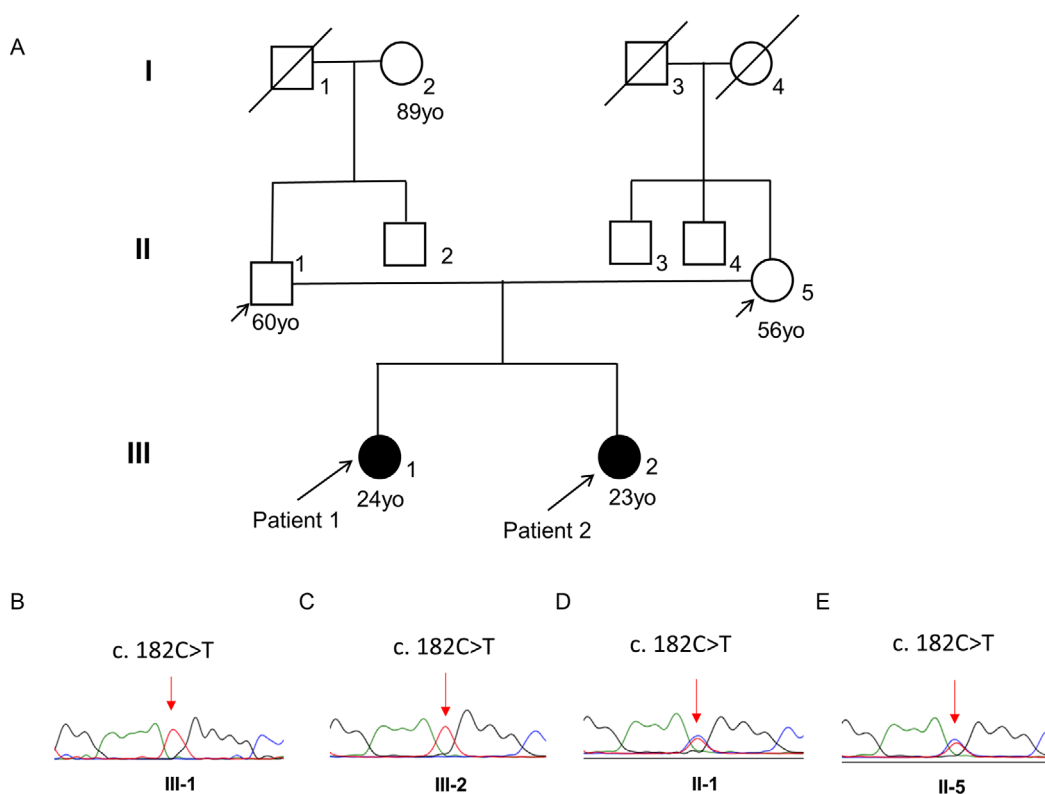 A
I
1
2
89yo
3
4
II
1
60yo
2
3
4
5
56yo
III
1
24yo
Patient 1
2
23yo
Patient 2
B
c. 182C>T
III-1
C
c. 182C>T
III-2
D
c. 182C>T
II-1
E
c. 182C>T
II-5